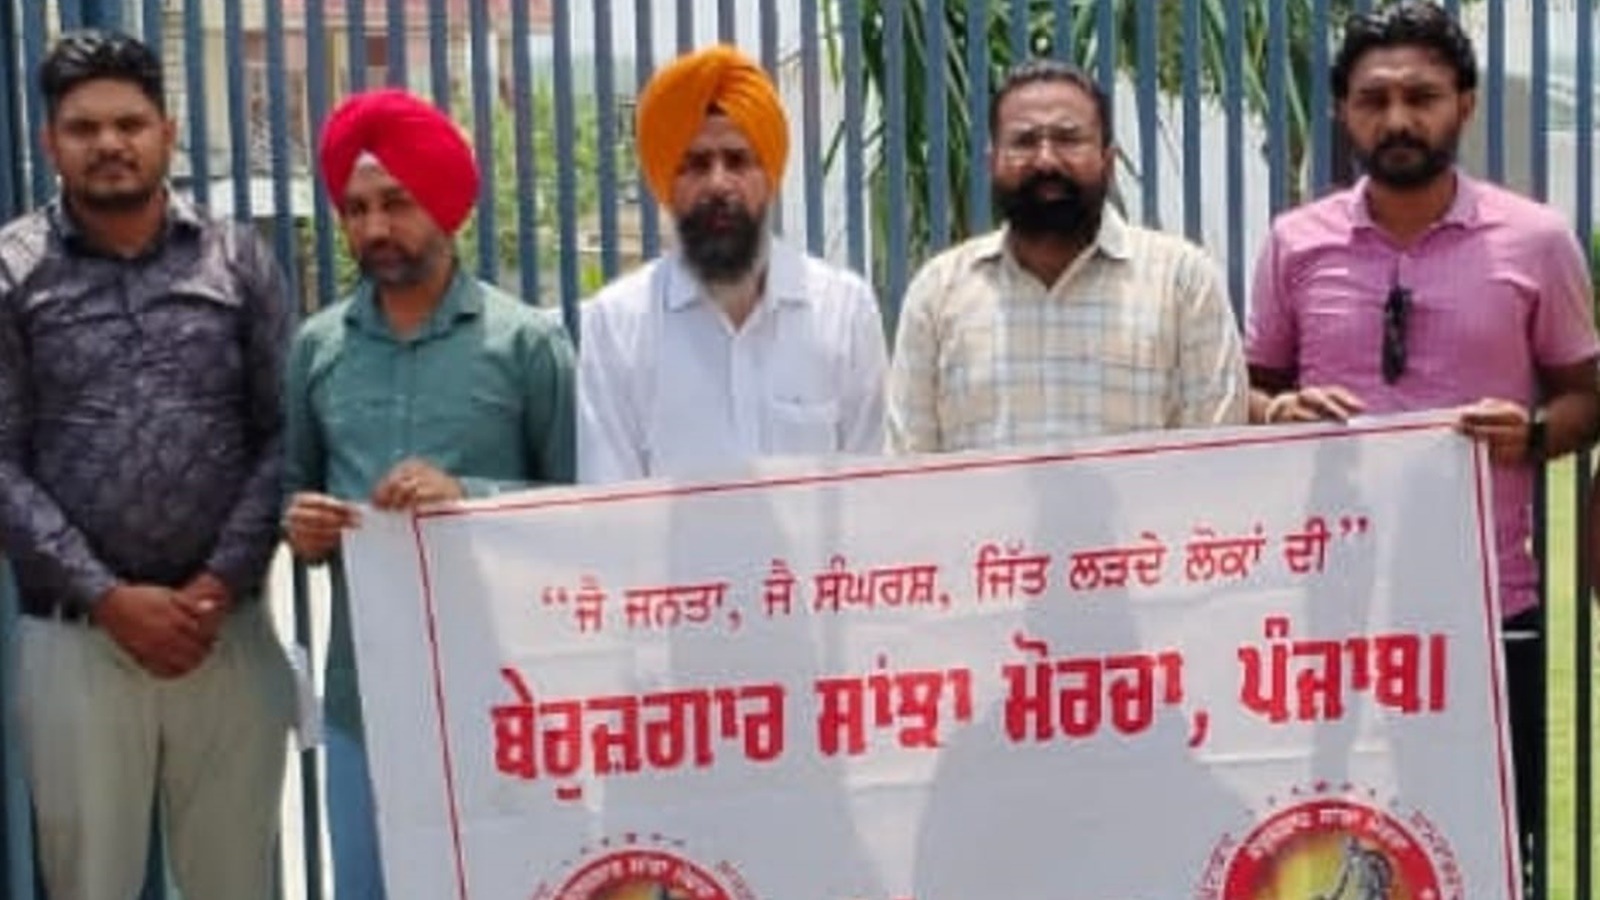 “ਜੈ ਜਨਤਾ, ਜੈ ਸੰਘਰਸ਼, ਜਿੱਤ ਲੜਦੇ ਲੋਕਾਂ ਦੀ”
ਬੇਰੁਜ਼ਗਾਰ ਸਾਂਝਾ ਮੋਰਚਾ, ਪੰਜਾਬ।